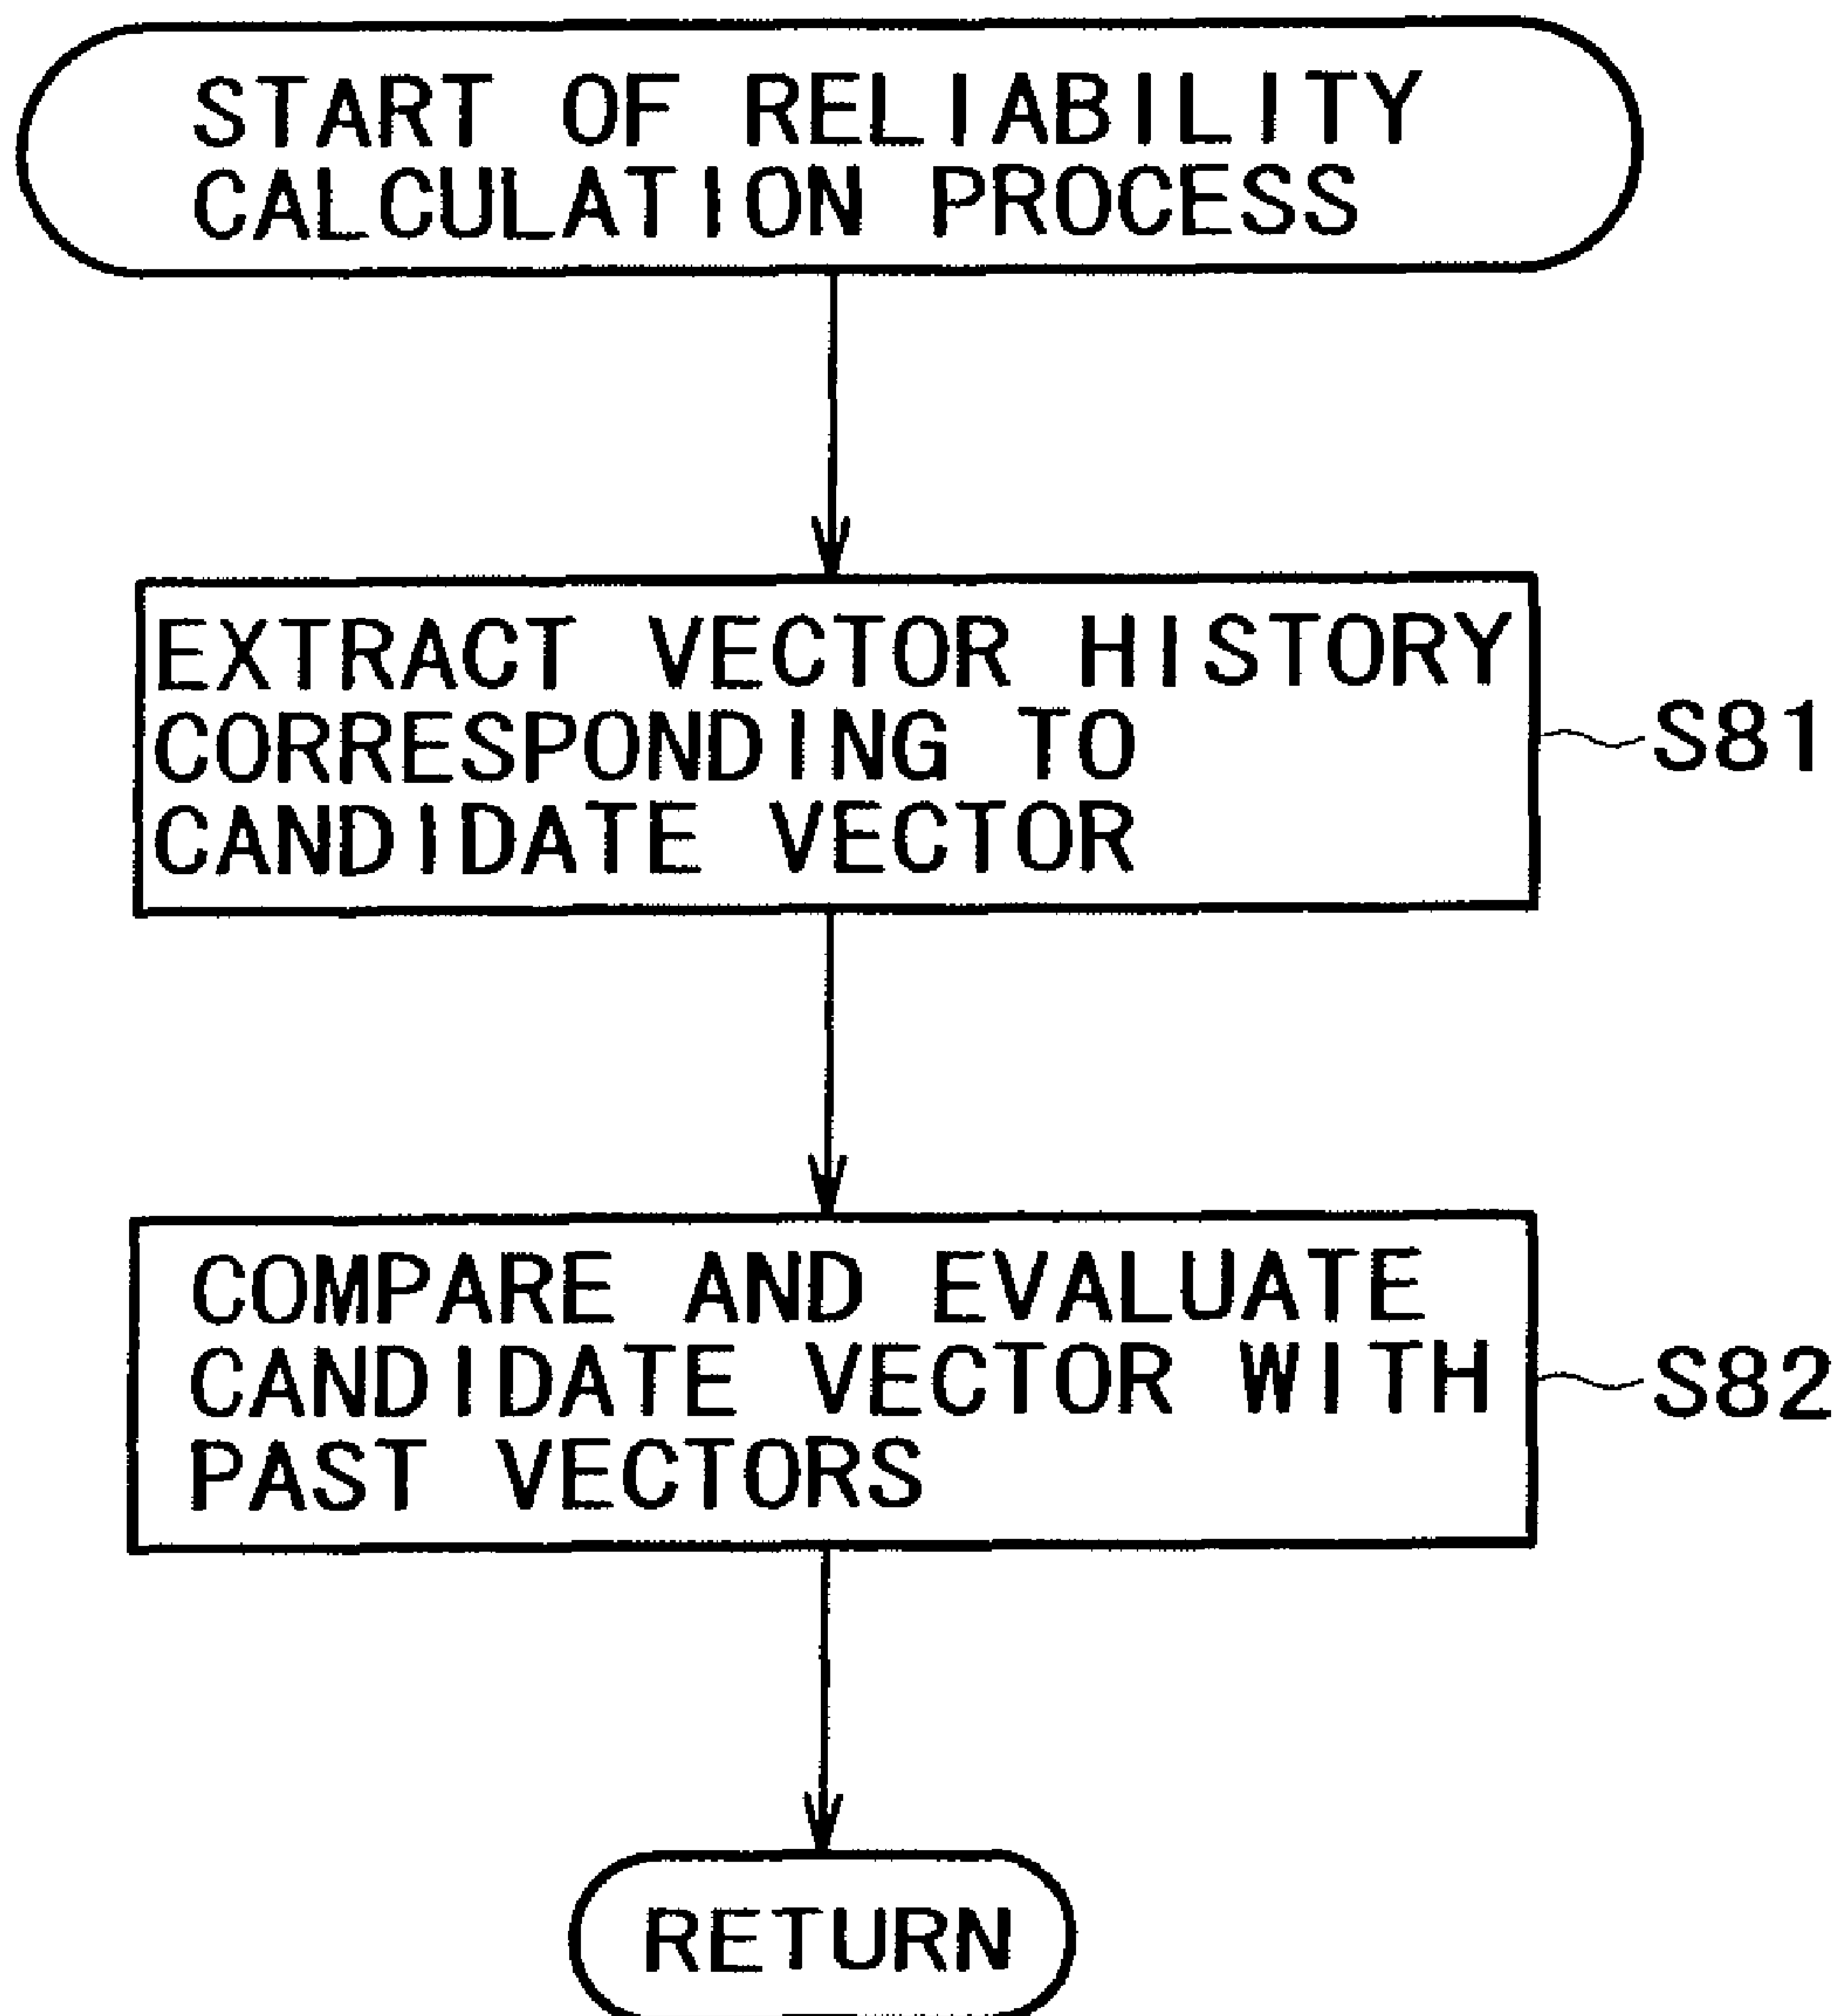 START OF RELIABILITY
CALCULATION PROCESS
EXTRACT VECTOR HISTORY
CORRESPONDING TO
CANDIDATE VECTOR
S81
COMPARE AND EVALUATE
CANDIDATE VECTOR WITH
PAST VECTORS
S82
RETURN